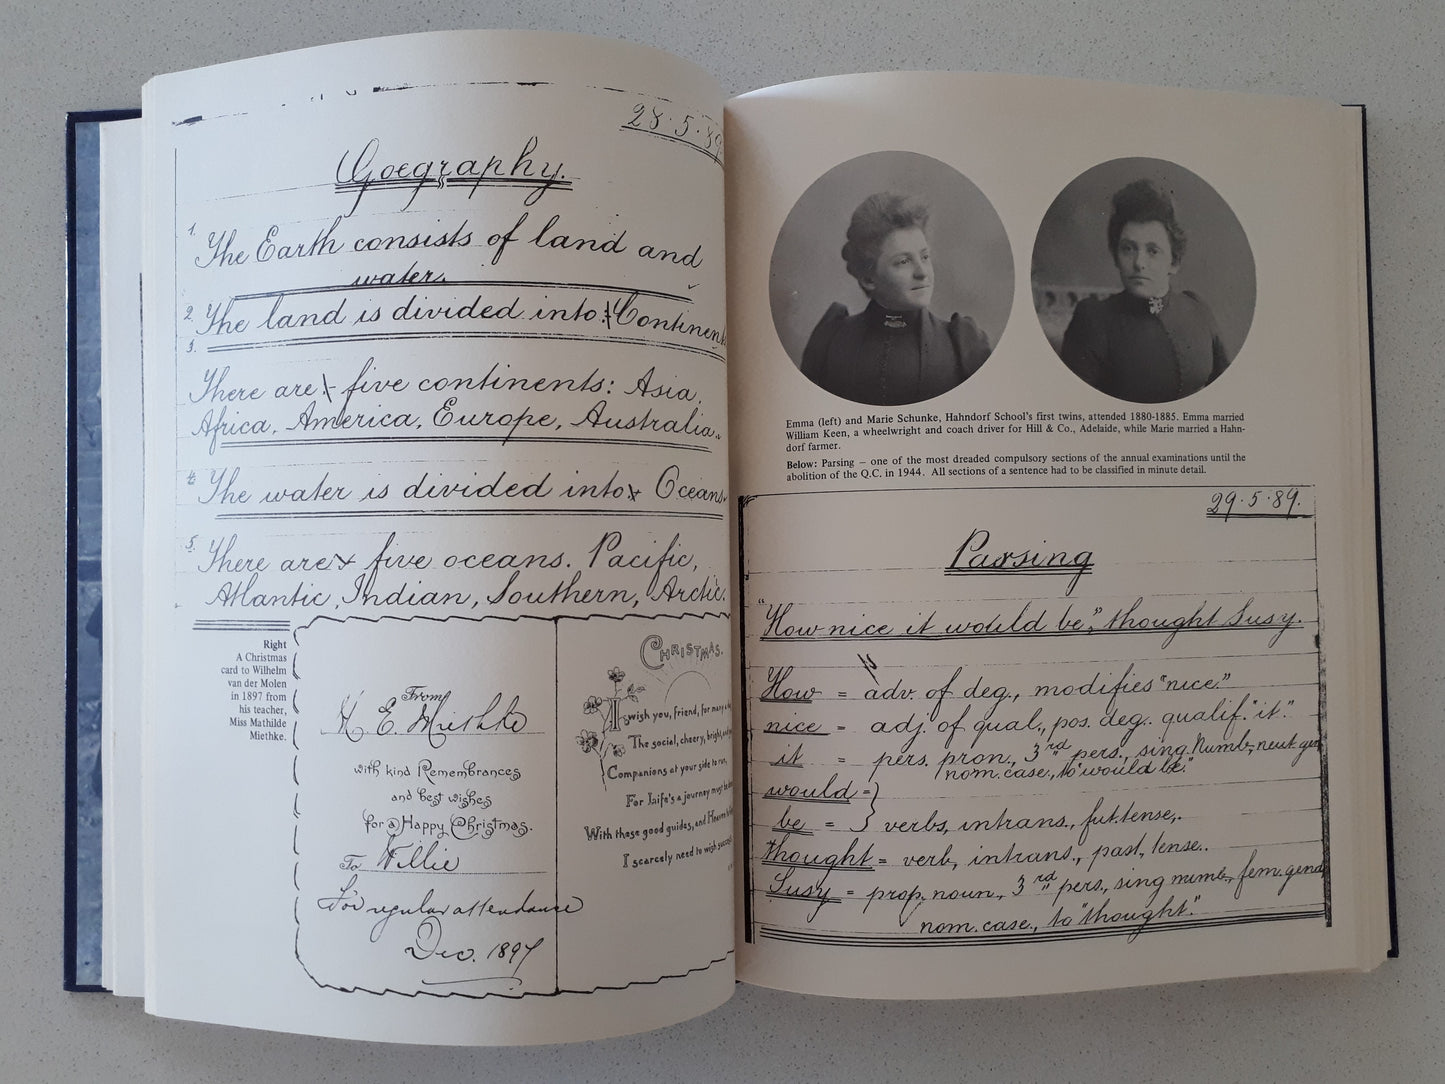 28.5.89
Goegraphy.
1. The Earth consists of land and
water.
2. The land is divided into: Continen
3.
There are: five continents: Asia,
Africa, America, Europe, Australia.
4. The water is divided into Oceans.
5. There are five oceans. Pacific,
Atlantic, Indian, Southern, Arctic.
Right
A Christmas
card to Wilhelm
van der Molen
in 1897 from
his teacher,
Miss Mathilde
Miethke.
From
M. E. Miethke
with kind Remembrances
and best wishes
for a Happy Christmas.
To Willie
For regular attendance
Dec. 1897
CHRISTMAS.
I wish you, friend, for many a
The social, cheery, bright,
Companions at your side to run,
For Life's a journey must be
With these good guides, and Heaven
I scarcely need to wish success
Emma (left) and Marie Schunke, Hahndorf School's first twins, attended 1880-1885. Emma married
William Keen, a wheelwright and coach driver for Hill & Co., Adelaide, while Marie married a Hahn-
dorf farmer.
Below: Parsing — one of the most dreaded compulsory sections of the annual examinations until the
abolition of the Q.C. in 1944. All sections of a sentence had to be classified in minute detail.
29.5.89.
Parsing
"How nice it would be", thought Susy.
How = adv. of deg., modifies "nice."
nice = adj. of qual., pos. deg. qualif. "it".
it = pers. pron., 3rd pers., sing. Numb., neut. gen
nom. case., to "would be."
would =
be = } verbs, intrans., fut. tense,.
thought = verb, intrans., past, tense..
Susy = prop. noun., 3rd pers., sing numb., fem. gend
nom. case., to "thought."